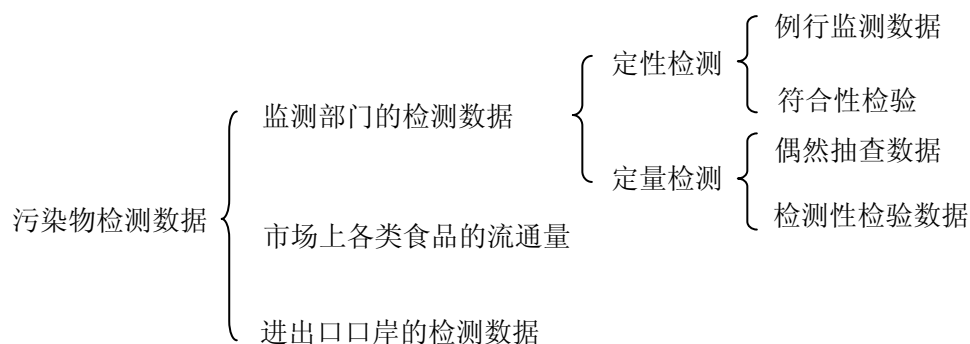 例行监测数据
定性检测
符合性检验
监测部门的检测数据
偶然抽查数据
定量检测
检测性检验数据
污染物检测数据
市场上各类食品的流通量
进出口口岸的检测数据